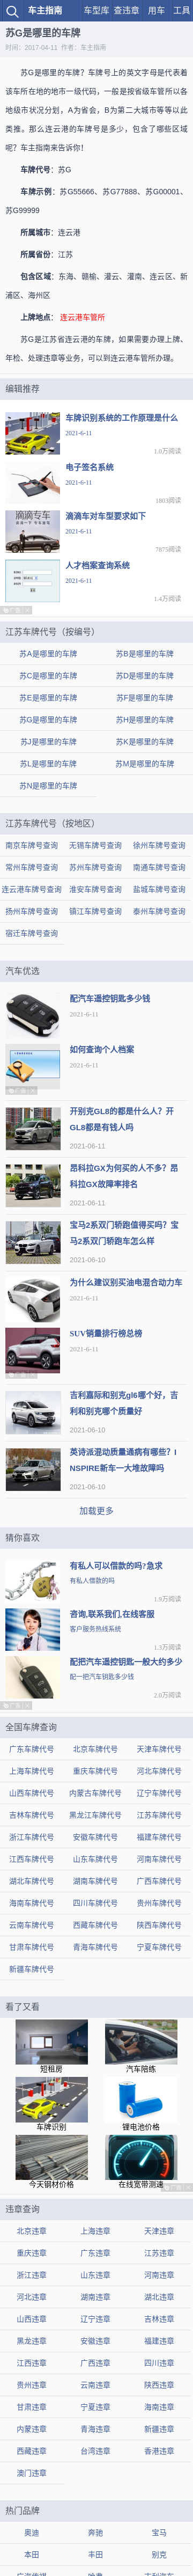 车主指南 车型库 查违章 用车 工具
苏G是哪里的车牌
时间：2017-04-11 作者：车主指南
苏G是哪里的车牌？车牌号上的英文字母是代表着
该车所在地的地市一级代码，一般是按省级车管所以各
地级市状况分划，A为省会，B为第二大城市等等以此
类推。那么连云港的车牌号是多少，包含了哪些区域
呢？车主指南来告诉你！
车牌代号：苏G
车牌示例：苏G55666、苏G77888、苏G00001、
苏G99999
所属城市：连云港
所属省份：江苏
包含区域：东海、赣榆、灌云、灌南、连云区、新
浦区、海州区
上牌地点：连云港车管所
苏G是江苏省连云港的车牌，如果需要办理上牌、
年检、处理违章等业务，可以到连云港车管所办理。
编辑推荐
车牌识别系统的工作原理是什么
2021-6-11
1.0万阅读
电子签名系统
2021-6-11
1803阅读
滴滴专车
滴滴车对车型要求如下
2021-6-11
7875阅读
人才档案查询系统
2021-6-11
1.4万阅读
江苏车牌代号（按编号）
苏A是哪里的车牌 苏B是哪里的车牌
苏C是哪里的车牌 苏D是哪里的车牌
苏E是哪里的车牌 苏F是哪里的车牌
苏G是哪里的车牌 苏H是哪里的车牌
苏J是哪里的车牌 苏K是哪里的车牌
苏L是哪里的车牌 苏M是哪里的车牌
苏N是哪里的车牌
江苏车牌代号（按地区）
南京车牌号查询 无锡车牌号查询 徐州车牌号查询
常州车牌号查询 苏州车牌号查询 南通车牌号查询
连云港车牌号查询 淮安车牌号查询 盐城车牌号查询
扬州车牌号查询 镇江车牌号查询 泰州车牌号查询
宿迁车牌号查询
汽车优选
配汽车遥控钥匙多少钱
2021-6-11
如何查询个人档案
2021-6-11
开别克GL8的都是什么人？开
GL8都是有钱人吗
2021-06-11
昂科拉GX为何买的人不多？昂
科拉GX故障率排名
2021-06-11
宝马2系双门轿跑值得买吗？宝
马2系双门轿跑车怎么样
2021-06-10
为什么建议别买油电混合动力车
2021-6-11
SUV销量排行榜总榜
2021-6-11
吉利嘉际和别克gl6哪个好，吉
利和别克哪个质量好
2021-06-10
英诗派混动质量通病有哪些？I
NSPIRE新车一大堆故障吗
2021-06-10
加载更多
猜你喜欢
有私人可以借款的吗?急求
私人借款的吗
1.9万阅读
咨询,联系我们,在线客服
客户服务热线系统
1.3万阅读
配把汽车遥控钥匙一般大约多少
配一把汽车钥匙多少钱
2.0万阅读
全国车牌查询
广东车牌代号 北京车牌代号 天津车牌代号
上海车牌代号 重庆车牌代号 河北车牌代号
山西车牌代号 内蒙古车牌代号 辽宁车牌代号
吉林车牌代号 黑龙江车牌代号 江苏车牌代号
浙江车牌代号 安徽车牌代号 福建车牌代号
江西车牌代号 山东车牌代号 河南车牌代号
湖北车牌代号 湖南车牌代号 广西车牌代号
海南车牌代号 四川车牌代号 贵州车牌代号
云南车牌代号 西藏车牌代号 陕西车牌代号
甘肃车牌代号 青海车牌代号 宁夏车牌代号
新疆车牌代号
看了又看
短租房 汽车陪练
车牌识别 锂电池价格
今天钢材价格 在线宽带测速
违章查询
北京违章 上海违章 天津违章
重庆违章 广东违章 江苏违章
浙江违章 山东违章 河南违章
河北违章 湖南违章 湖北违章
山西违章 辽宁违章 吉林违章
黑龙违章 安徽违章 福建违章
江西违章 广西违章 四川违章
贵州违章 云南违章 陕西违章
甘肃违章 宁夏违章 海南违章
内蒙违章 青海违章 新疆违章
西藏违章 台湾违章 香港违章
澳门违章
热门品牌
奥迪 奔驰 宝马
本田 丰田 别克